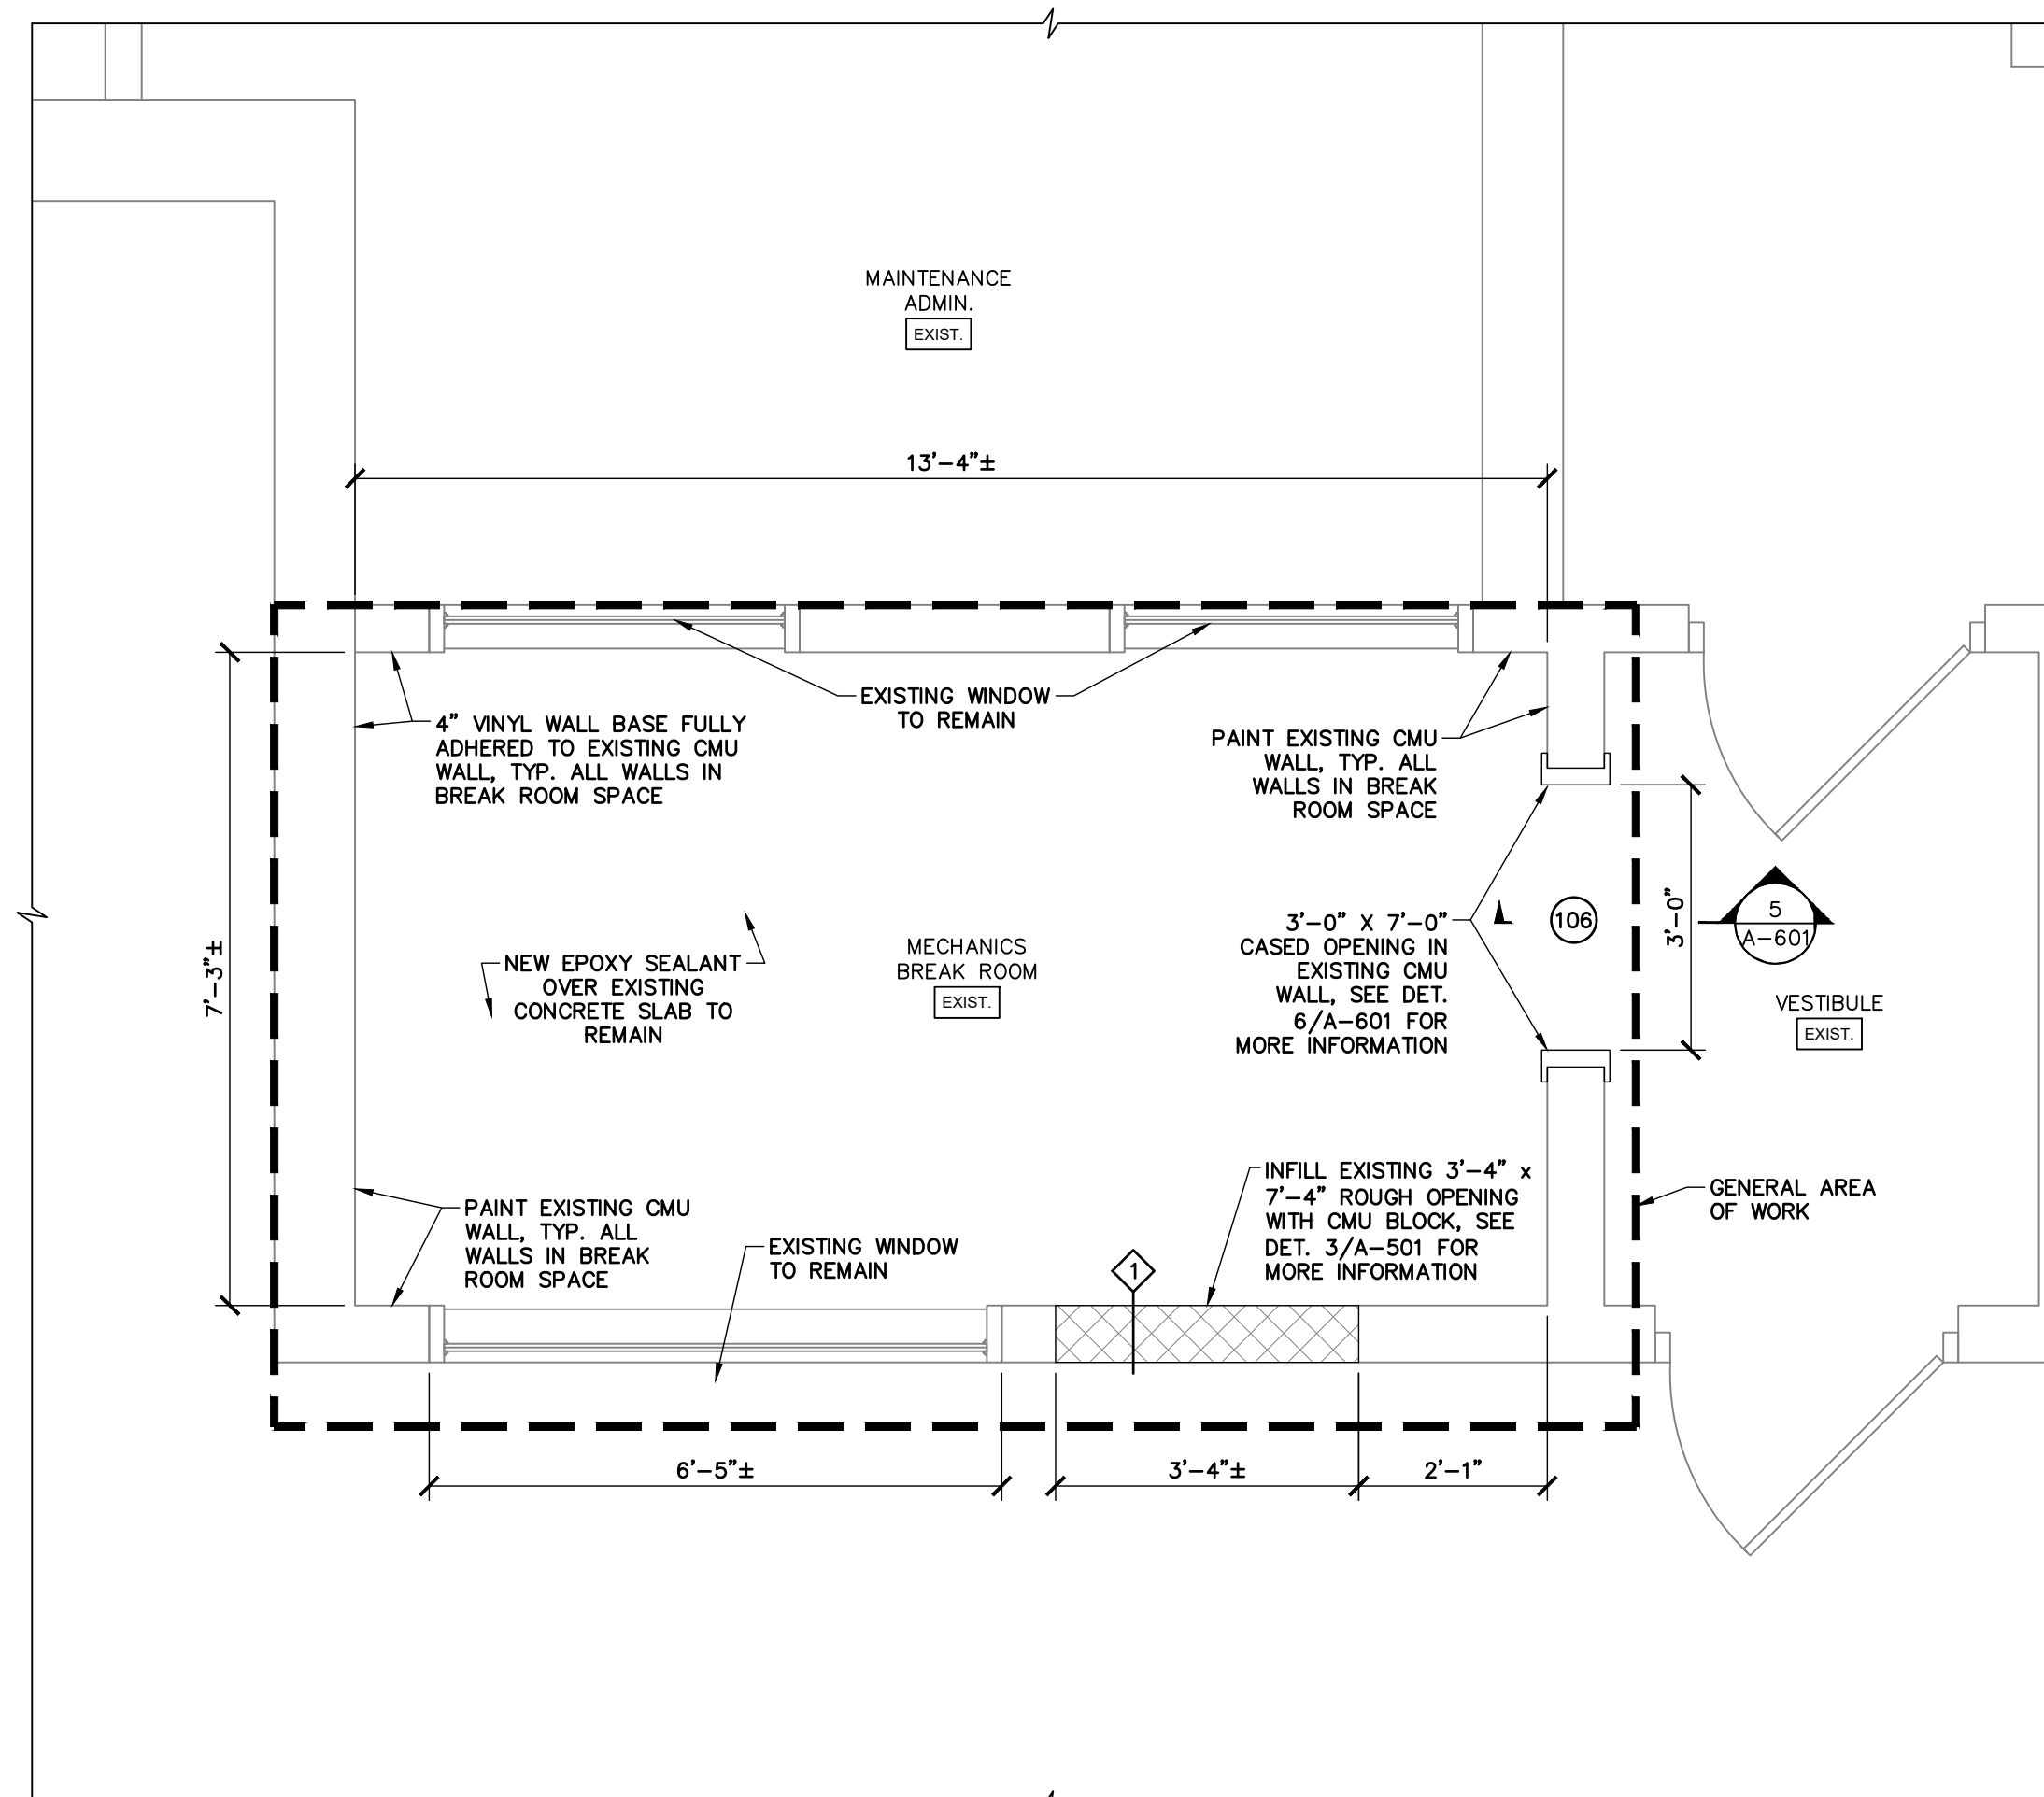 MAINTENANCE
ADMIN.
EXIST.
13'-4"±
EXISTING WINDOW
TO REMAIN
4" VINYL WALL BASE FULLY
ADHERED TO EXISTING CMU
WALL, TYP. ALL WALLS IN
BREAK ROOM SPACE
PAINT EXISTING CMU
WALL, TYP. ALL
WALLS IN BREAK
ROOM SPACE
7'-3"±
NEW EPOXY SEALANT
OVER EXISTING
CONCRETE SLAB TO
REMAIN
MECHANICS
BREAK ROOM
EXIST.
3'-0" X 7'-0"
CASED OPENING IN
EXISTING CMU
WALL, SEE DET.
6/A-601 FOR
MORE INFORMATION
106
3'-0"
5
A-601
VESTIBULE
EXIST.
PAINT EXISTING CMU
WALL, TYP. ALL
WALLS IN BREAK
ROOM SPACE
EXISTING WINDOW
TO REMAIN
1
INFILL EXISTING 3'-4" x
7'-4" ROUGH OPENING
WITH CMU BLOCK, SEE
DET. 3/A-501 FOR
MORE INFORMATION
GENERAL AREA
OF WORK
6'-5"±
3'-4"±
2'-1"